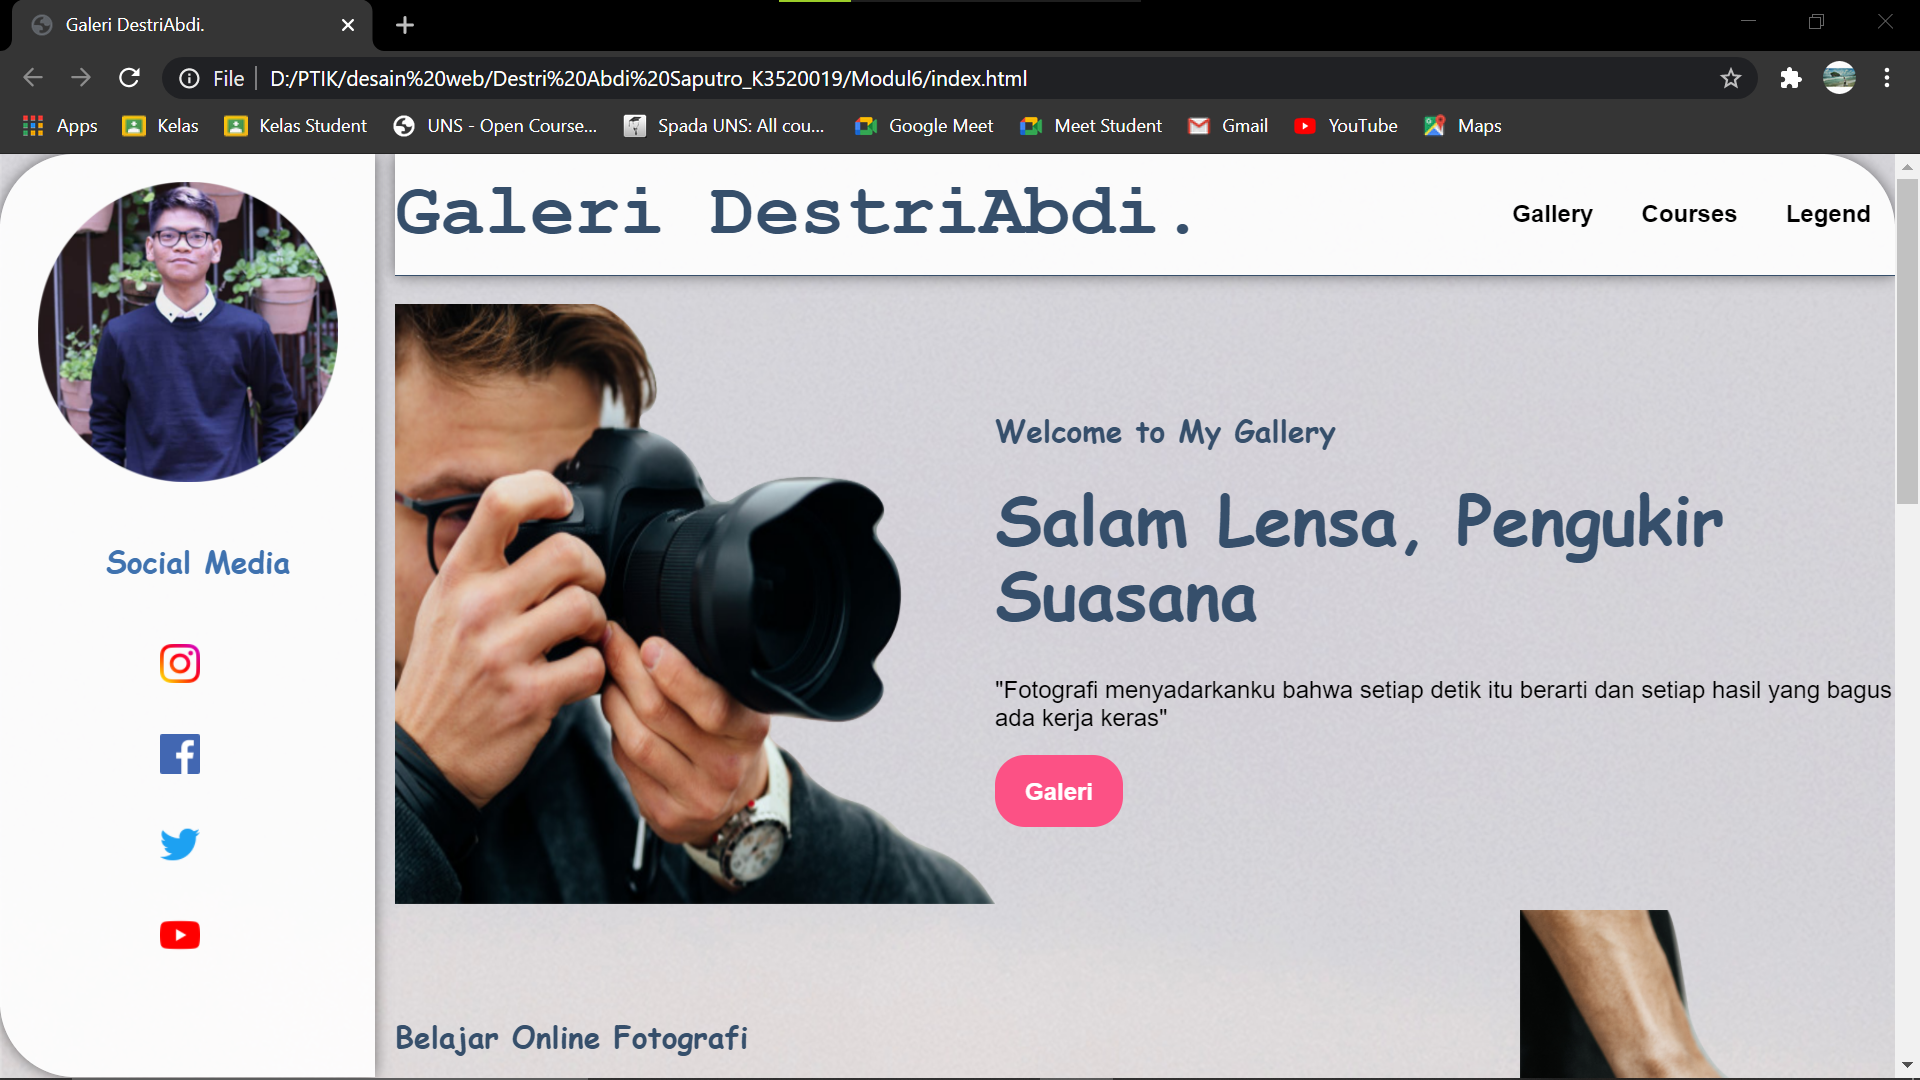 Galeri DestriAbdi.
File
D:/PTIK/desain%20web/Destri%20Abdi%20Saputro_K3520019/Modul6/index.html
Apps Kelas Kelas Student UNS - Open Course... Spada UNS: All cou... Google Meet Meet Student Gmail YouTube Maps
Galeri DestriAbdi.
Gallery Courses Legend
Social Media
Welcome to My Gallery
Salam Lensa, Pengukir
Suasana
"Fotografi menyadarkanku bahwa setiap detik itu berarti dan setiap hasil yang bagus
ada kerja keras"
Galeri
Belajar Online Fotografi